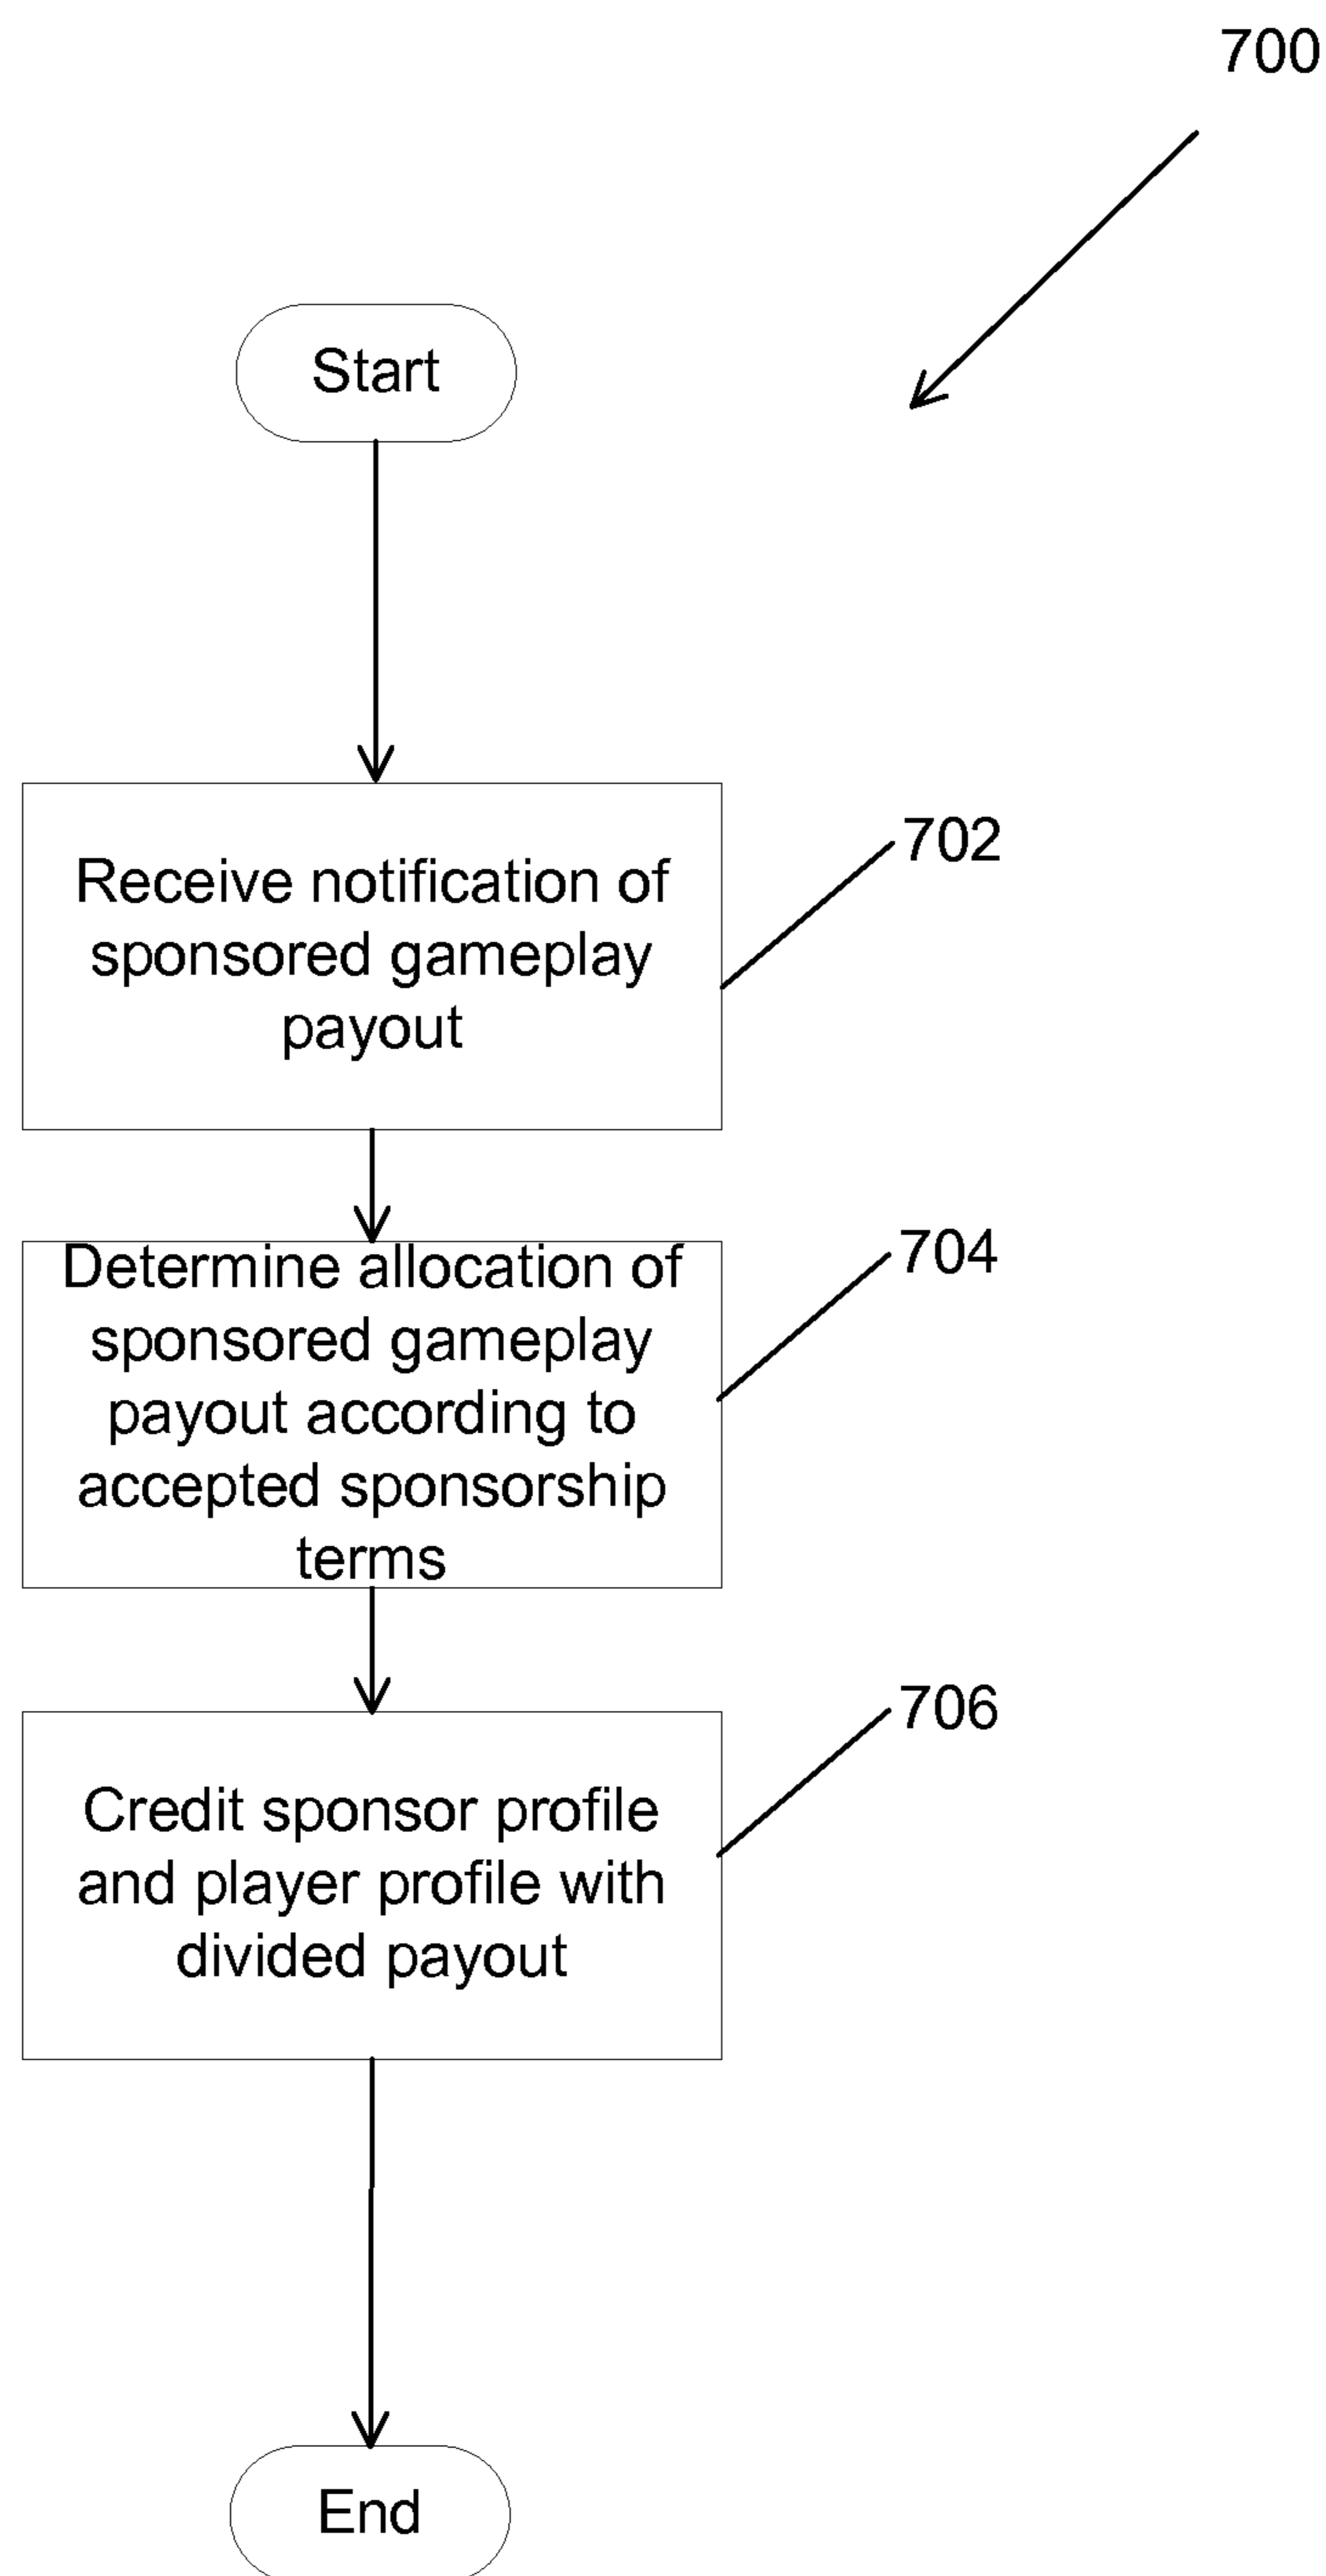 700
Start
Receive notification of
sponsored gameplay
payout
702
Determine allocation of
sponsored gameplay
payout according to
accepted sponsorship
terms
704
Credit sponsor profile
and player profile with
divided payout
706
End